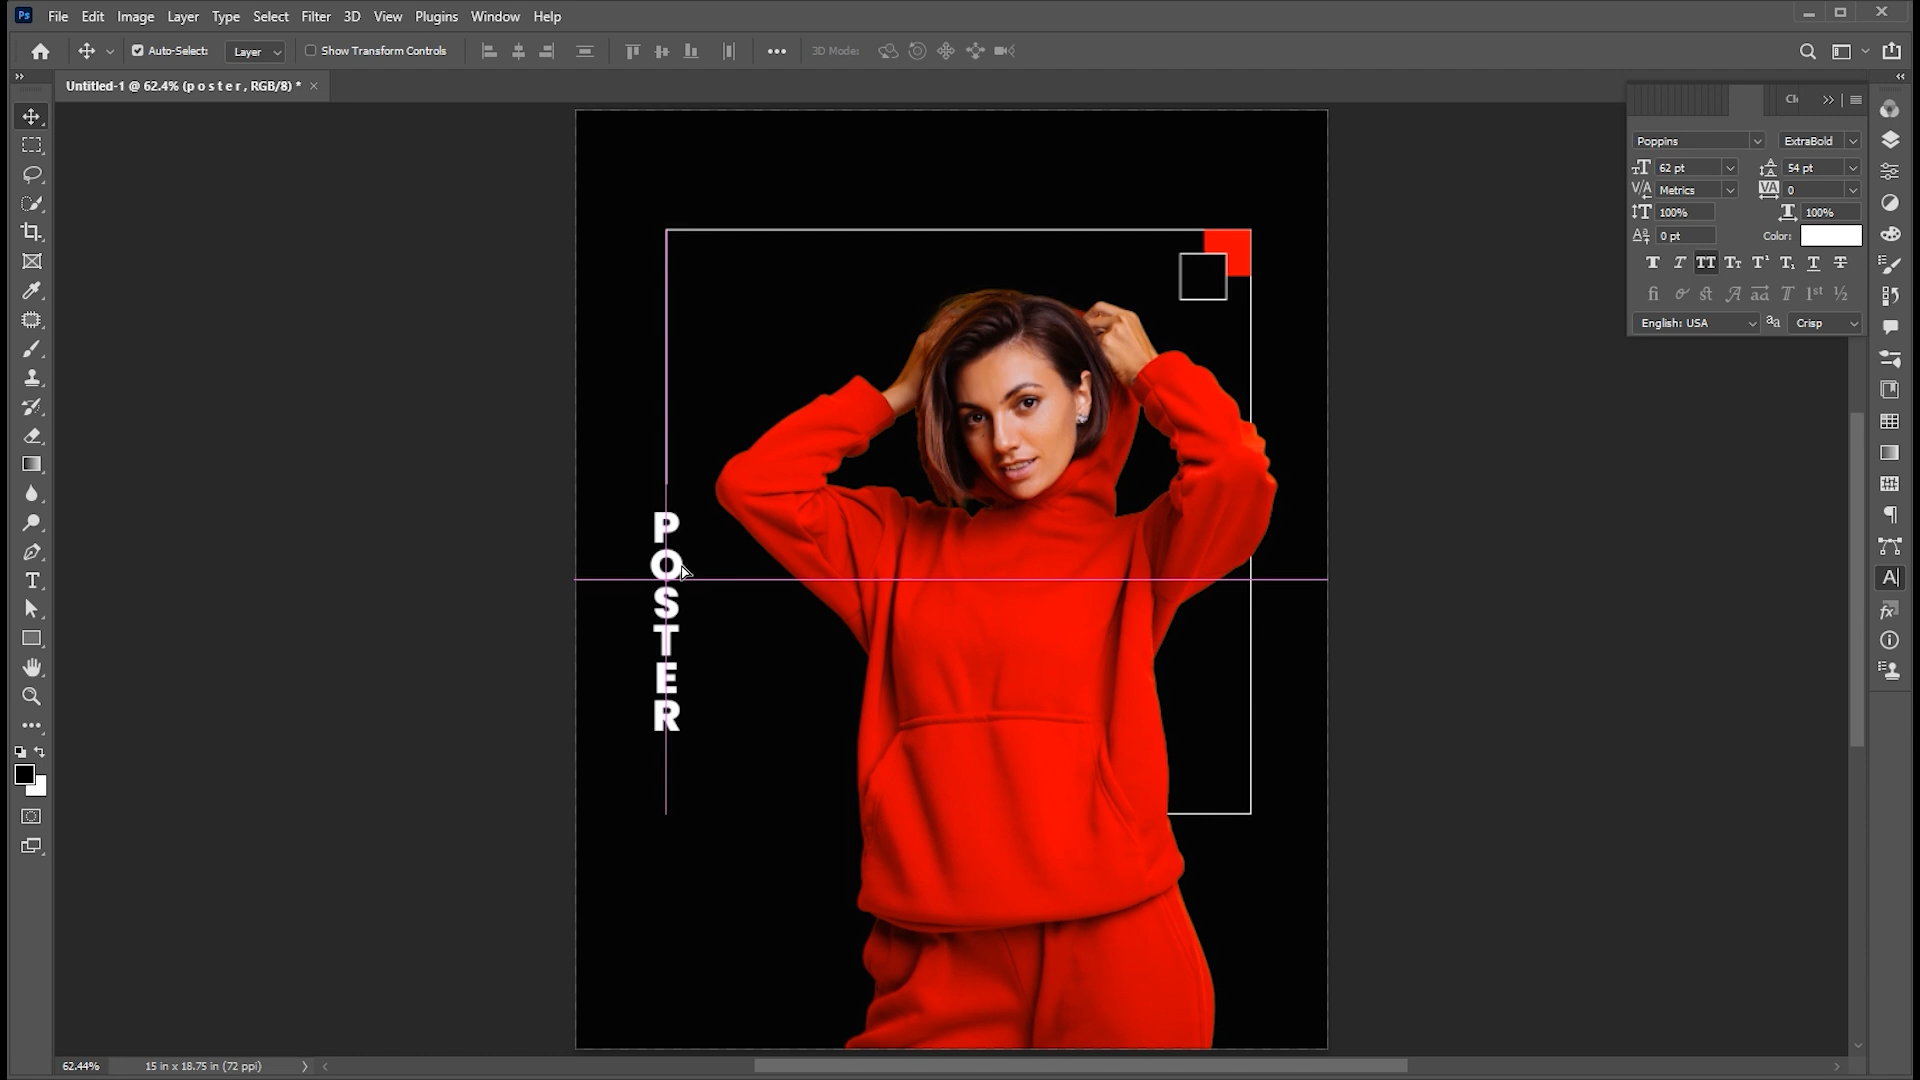 Ps File Edit Image Layer Type Select Filter 3D View Plugins Window Help
Auto-Select: Layer Show Transform Controls 3D Mode:
Untitled-1 @ 62.4% (p o s t e r , RGB/8) * ×
Poppins ExtraBold
62 pt 54 pt
Metrics 0
100% 100%
0 pt Color:
English: USA Crisp
P
O
S
T
E
R
62.44% 15 in x 18.75 in (72 ppi)